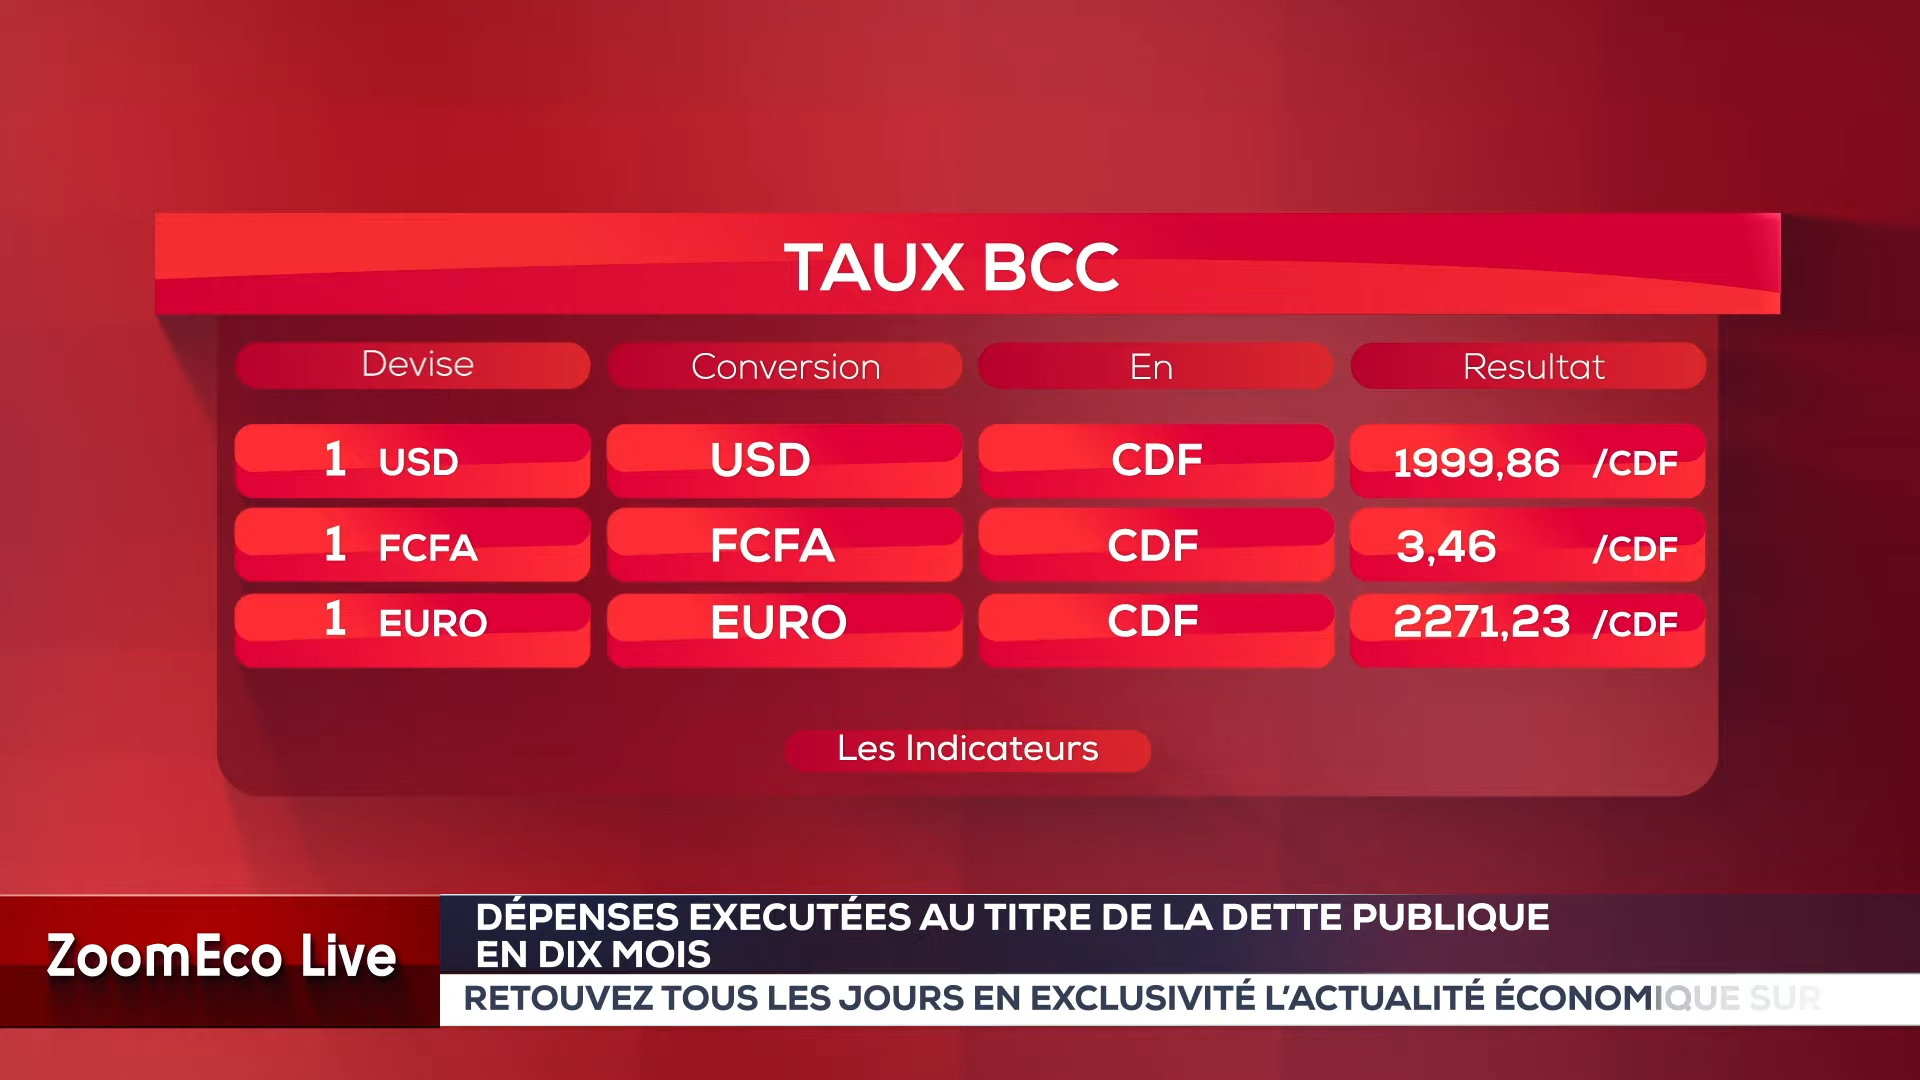 TAUX BCC
Devise Conversion En Resultat
1 USD USD CDF 1999,86 /CDF
1 FCFA FCFA CDF 3,46 /CDF
1 EURO EURO CDF 2271,23 /CDF
Les Indicateurs
ZoomEco Live
DÉPENSES EXECUTÉES AU TITRE DE LA DETTE PUBLIQUE
EN DIX MOIS
RETOUVEZ TOUS LES JOURS EN EXCLUSIVITÉ L'ACTUALITÉ ÉCONOMIQUE SUR